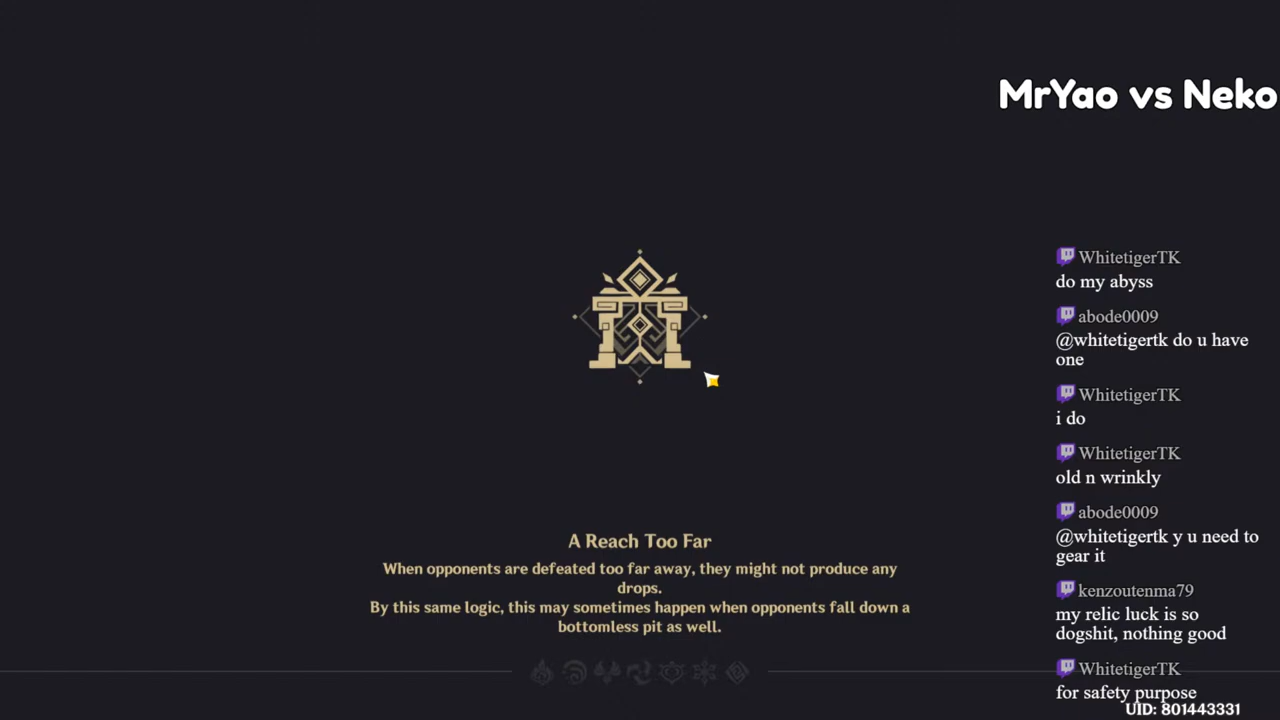 MrYao vs Neko
WhitetigerTK
do my abyss
abode0009
@whitetigertk do u have
one
WhitetigerTK
i do
WhitetigerTK
old n wrinkly
abode0009
@whitetigertk y u need to
gear it
kenzoutenma79
my relic luck is so
dogshit, nothing good
WhitetigerTK
for safety purpose
A Reach Too Far
When opponents are defeated too far away, they might not produce any
drops.
By this same logic, this may sometimes happen when opponents fall down a
bottomless pit as well.
UID: 801443331